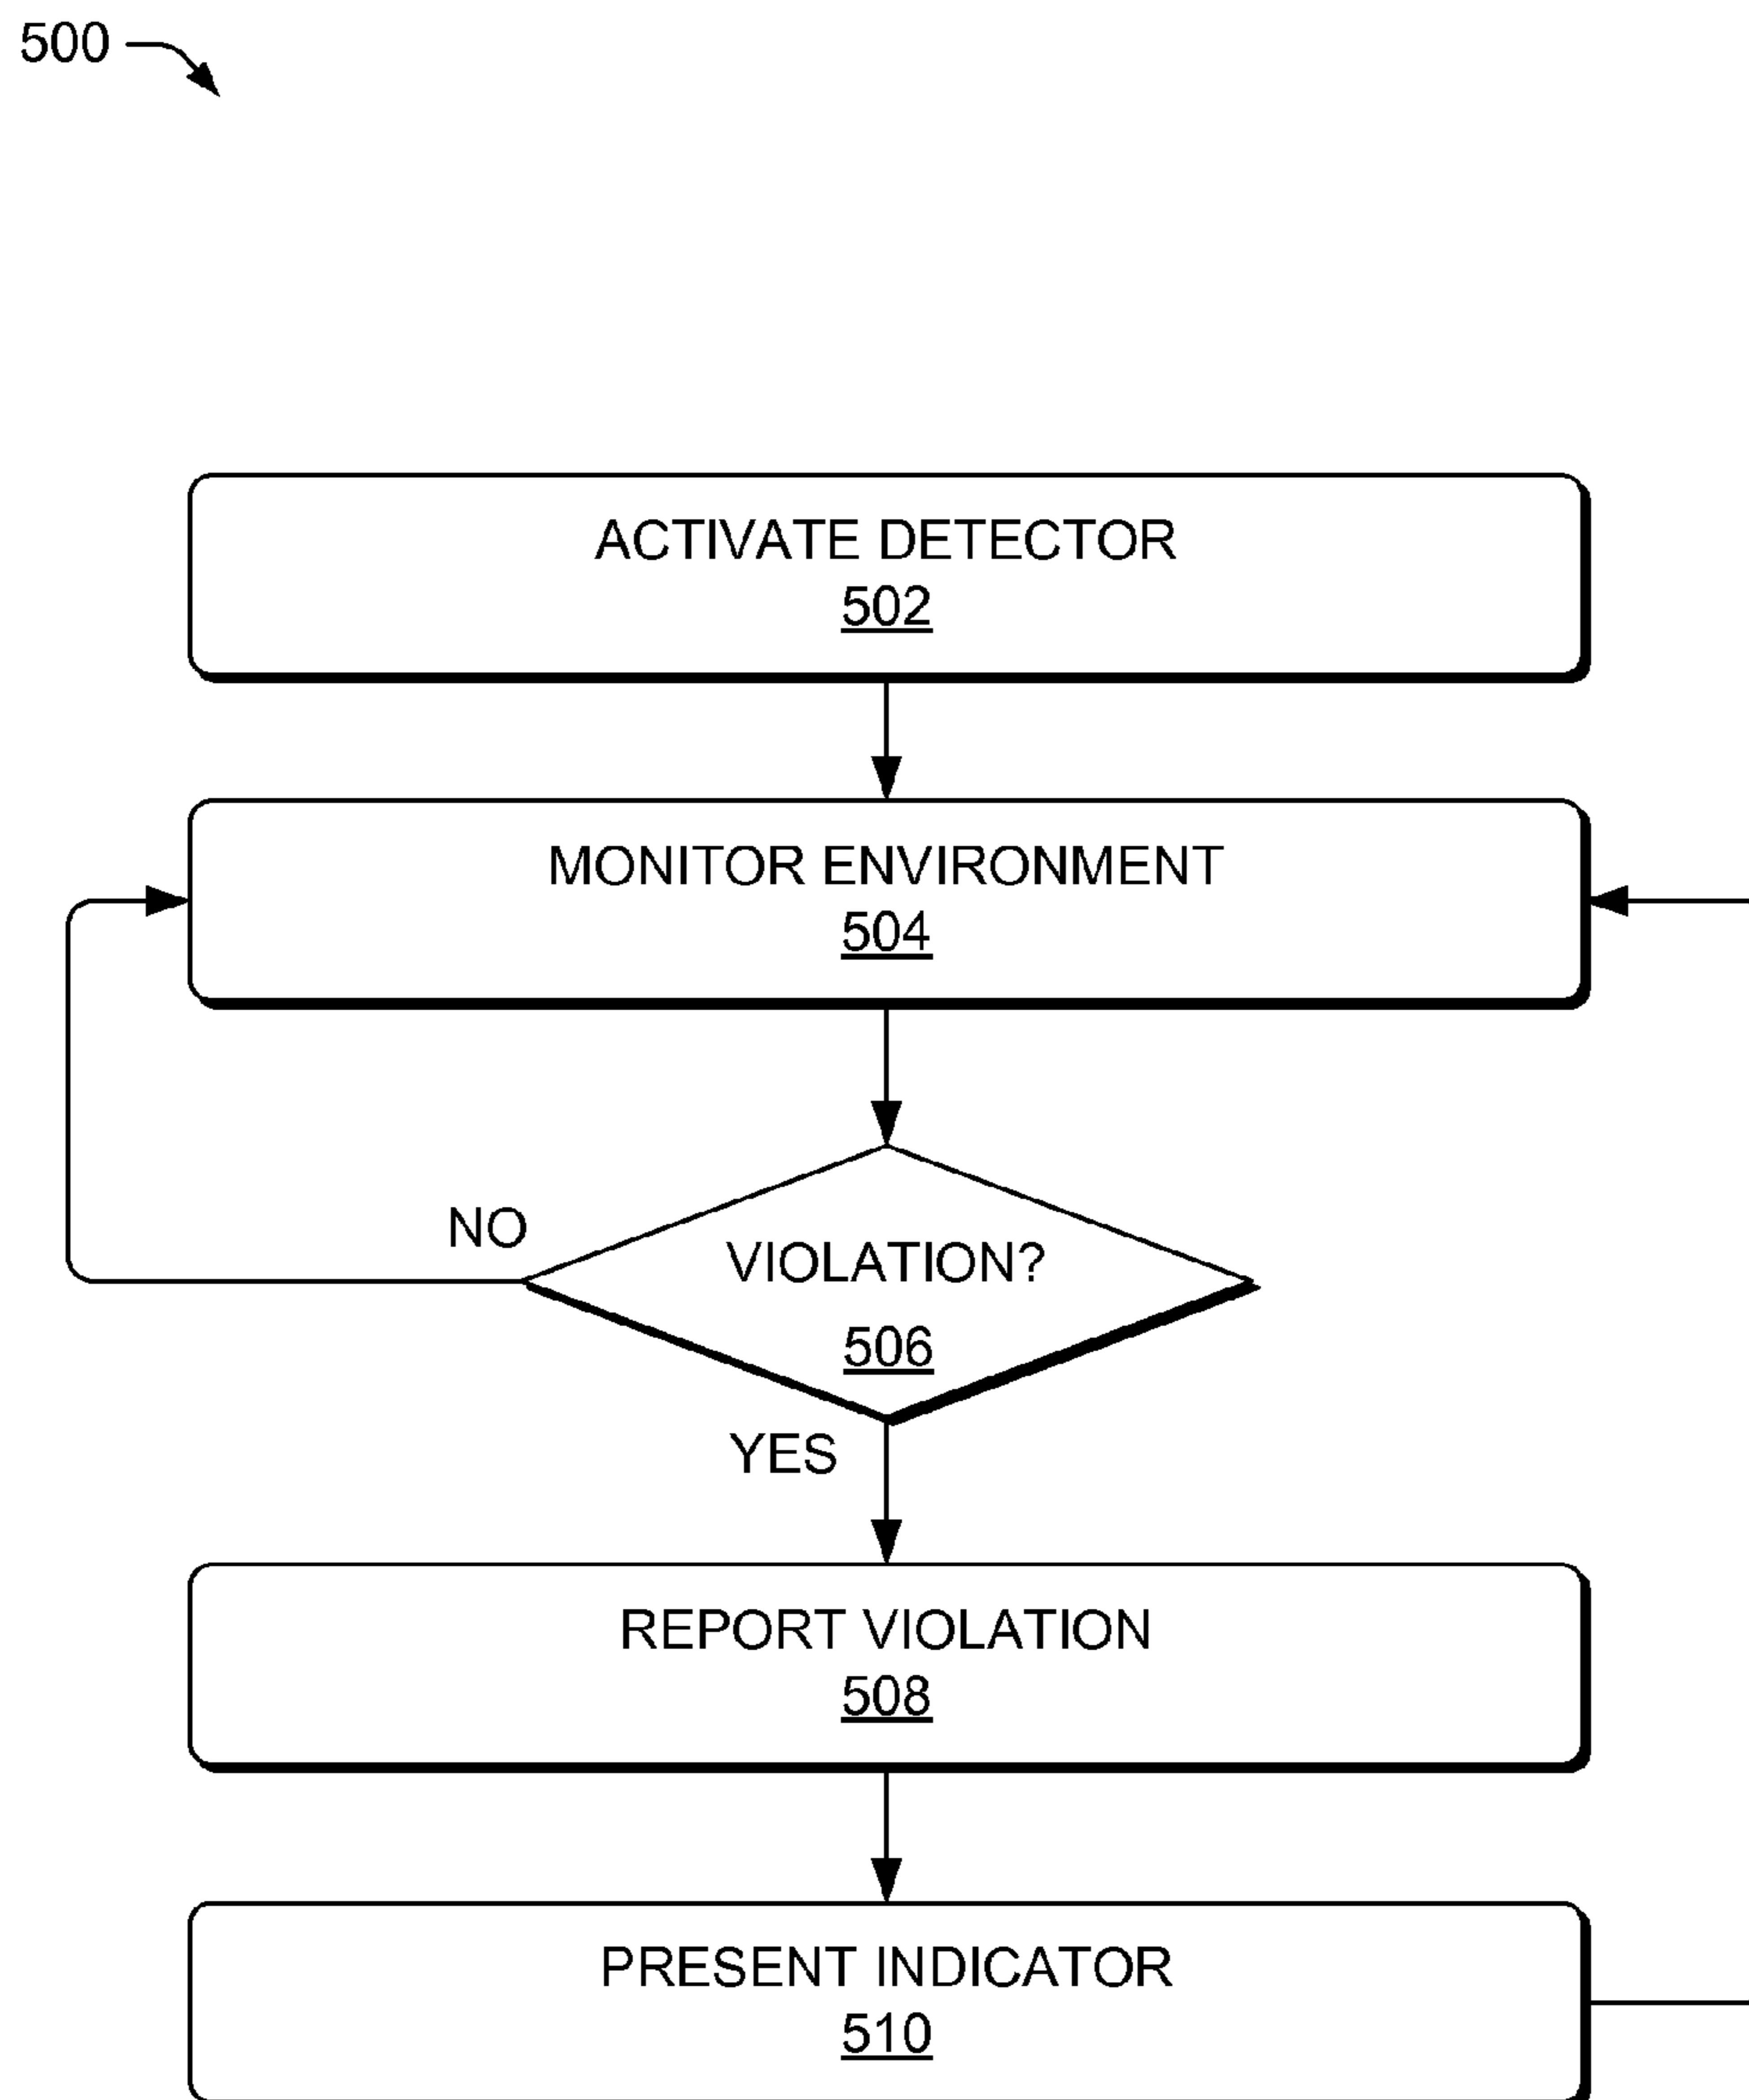 500
ACTIVATE DETECTOR
502
MONITOR ENVIRONMENT
504
NO
VIOLATION?
506
YES
REPORT VIOLATION
508
PRESENT INDICATOR
510